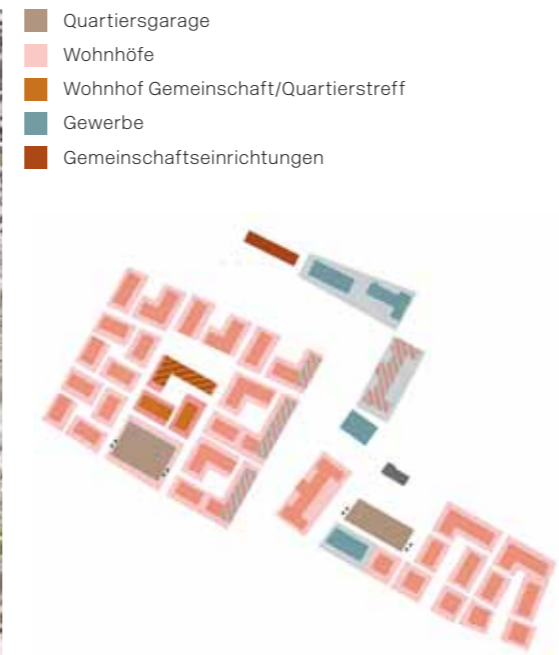 Quartiersgarage
Wohnhöfe
Wohnhof Gemeinschaft/Quartierstreff
Gewerbe
Gemeinschaftseinrichtungen